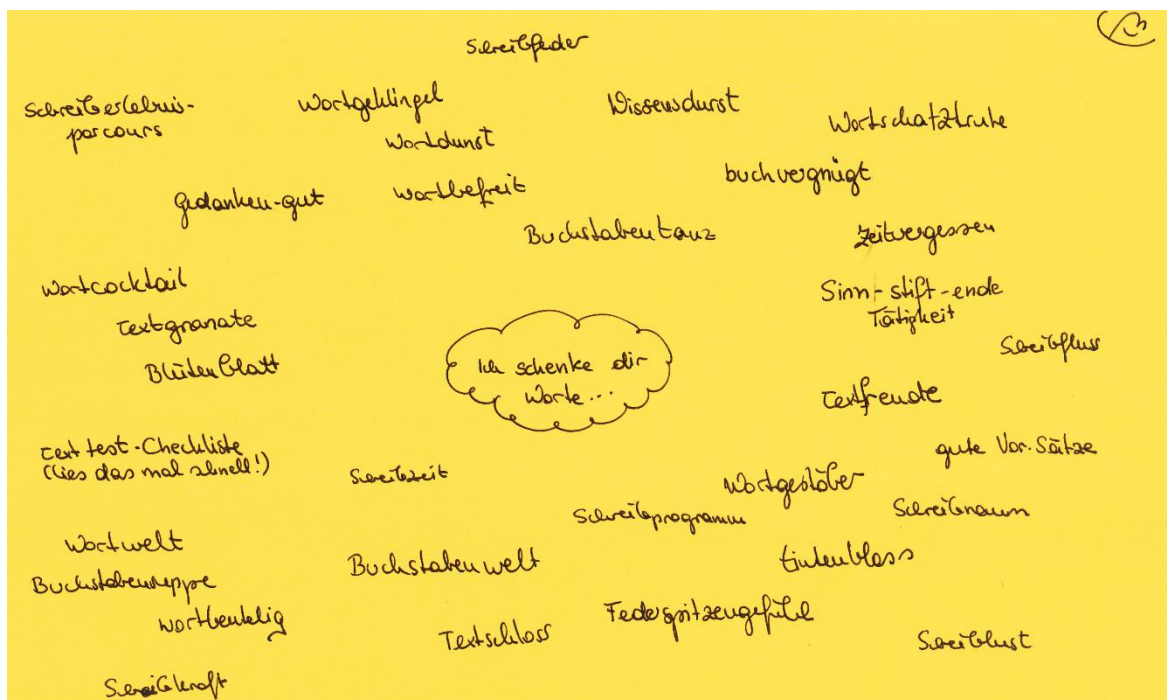 Schreibfeder
Schreiberlebnis-
parcours
Wortgeklingel
Wissensdurst
Wortschatztruhe
Wortdunst
buchvergnügt
Gedanken-gut
wortbefreit
Buchstabentanz
zeitvergessen
Wortcocktail
Sinn-stift-ende
Tätigkeit
Textgranate
Schreibfluss
Blütenblatt
Ich schenke dir
Worte...
Textfreude
Text test-Checkliste
(Lies das mal schnell!)
gute Vor-Sätze
Schreibzeit
Wortgestöber
Schreibprogramm
Schreibraum
Wortwelt
Buchstabenwelt
tintenblass
Buchstabensuppe
Federspitzengefühl
Textschloss
Schreiblust
Schreibkraft